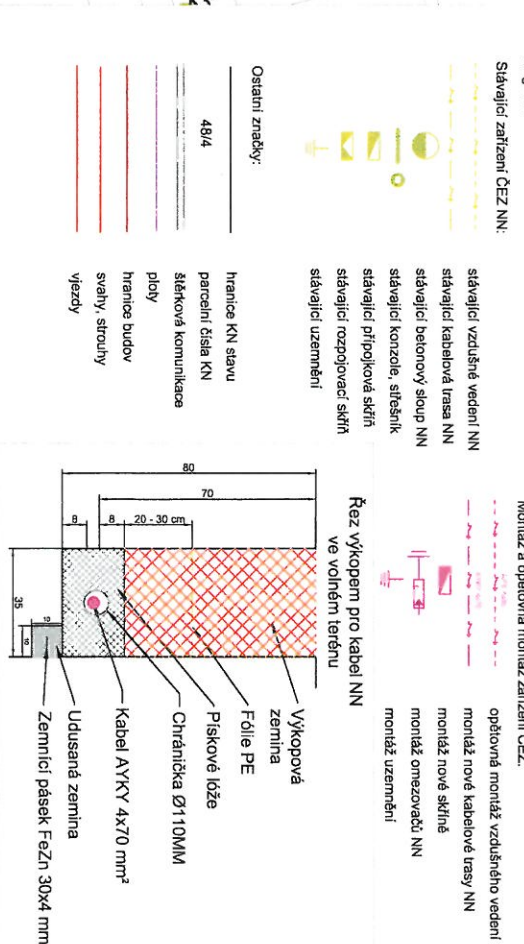 Stávající zařízení ČEZ NN:
stávající vzdušné vedení NN
stávající kabelová trasa NN
stávající betonový sloup NN
stávající konzole, střešník
stávající přípojková skříň
stávající rozpojovací skříň
stávající uzemnění
Montáž a opětovná montáž zařízení ČEZ:
opětovná montáž vzdušného vedení
montáž nové kabelové trasy NN
montáž nové skříně
montáž omezovačů NN
montáž uzemnění
Ostatní značky:
hranice KN stavu
48/4
parcelní čísla KN
štěrková komunikace
ploty
hranice budov
svahy, strouhy
vjezdy
Řez výkopem pro kabel NN
ve volném terénu
80
70
20 - 30 cm
8
8
35
10
Výkopová
zemina
Fólie PE
Pískové lóže
Chránička Ø110MM
Kabel AYKY 4x70 mm²
Udusaná zemina
Zemnící pásek FeZn 30x4 mm